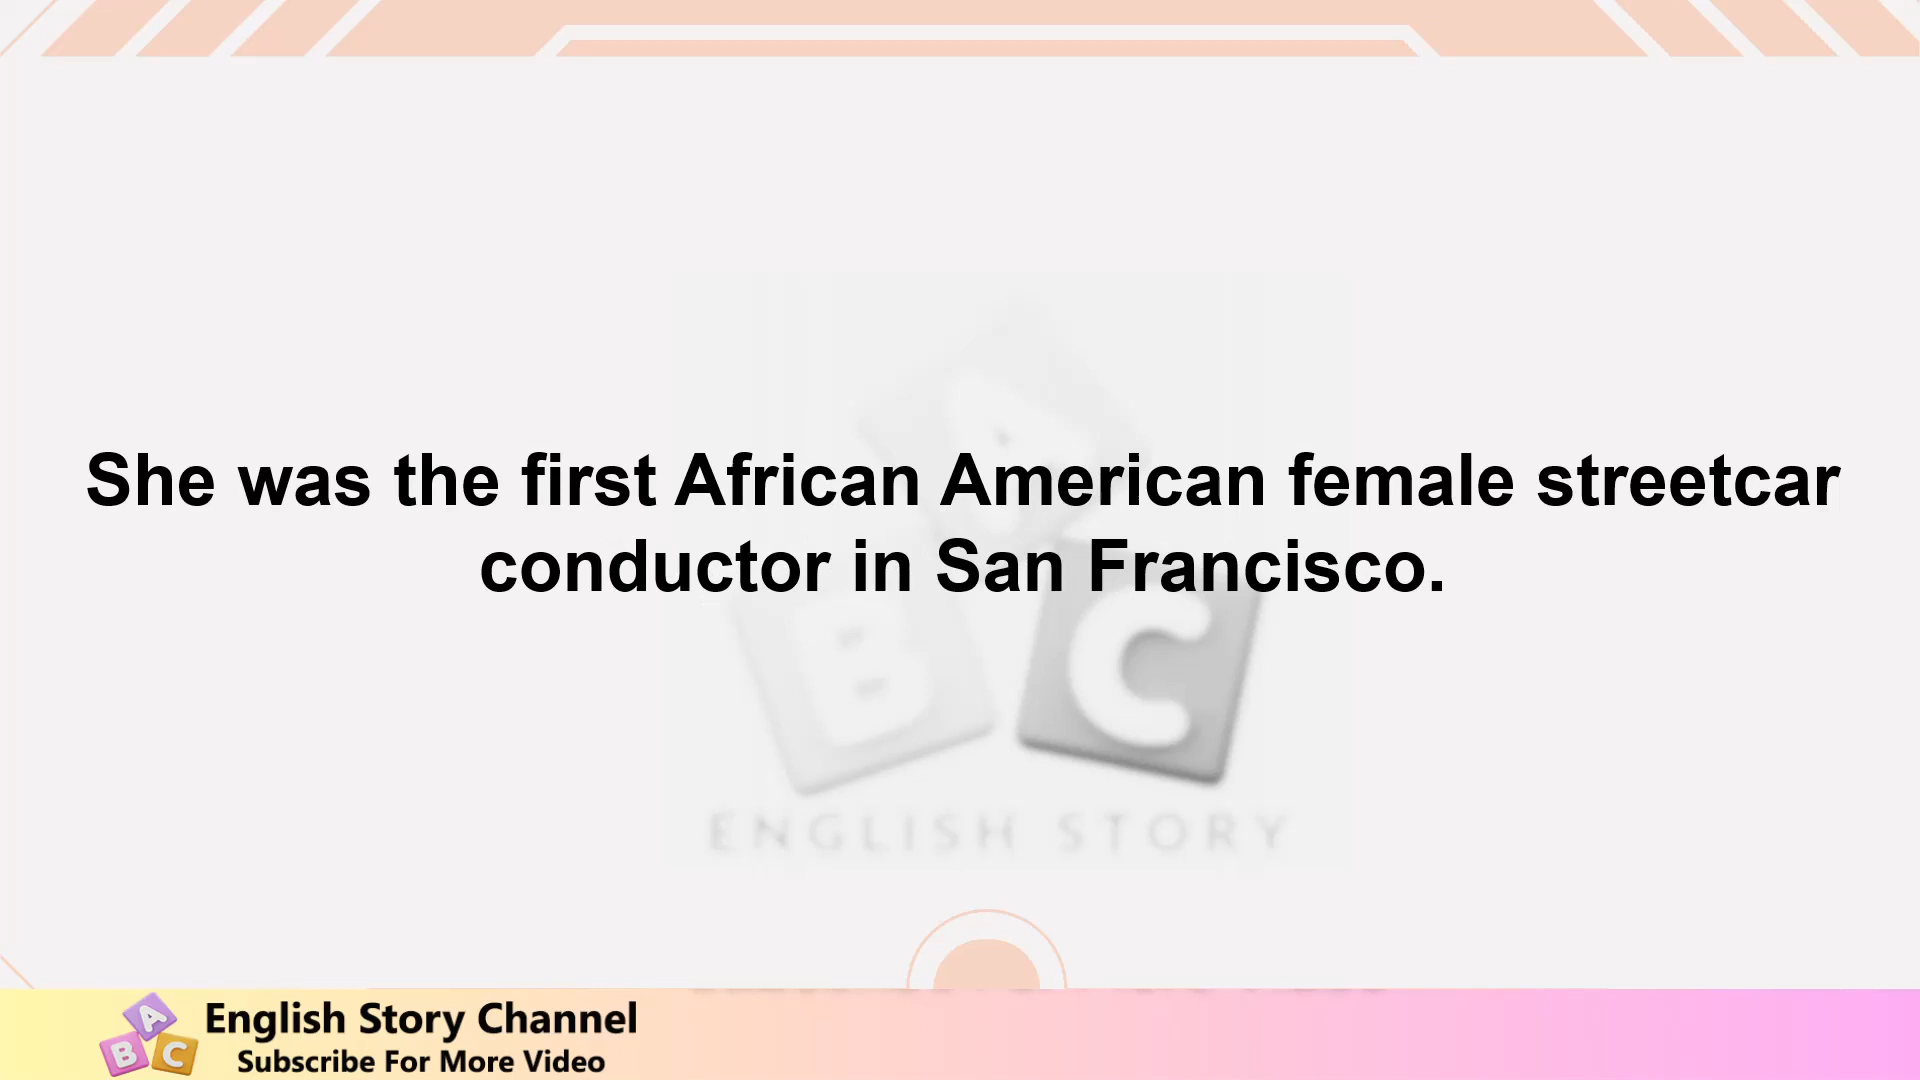 She was the first African American female streetcar
conductor in San Francisco.
A
B
C
ENGLISH STORY
A
B
C
English Story Channel
Subscribe For More Video